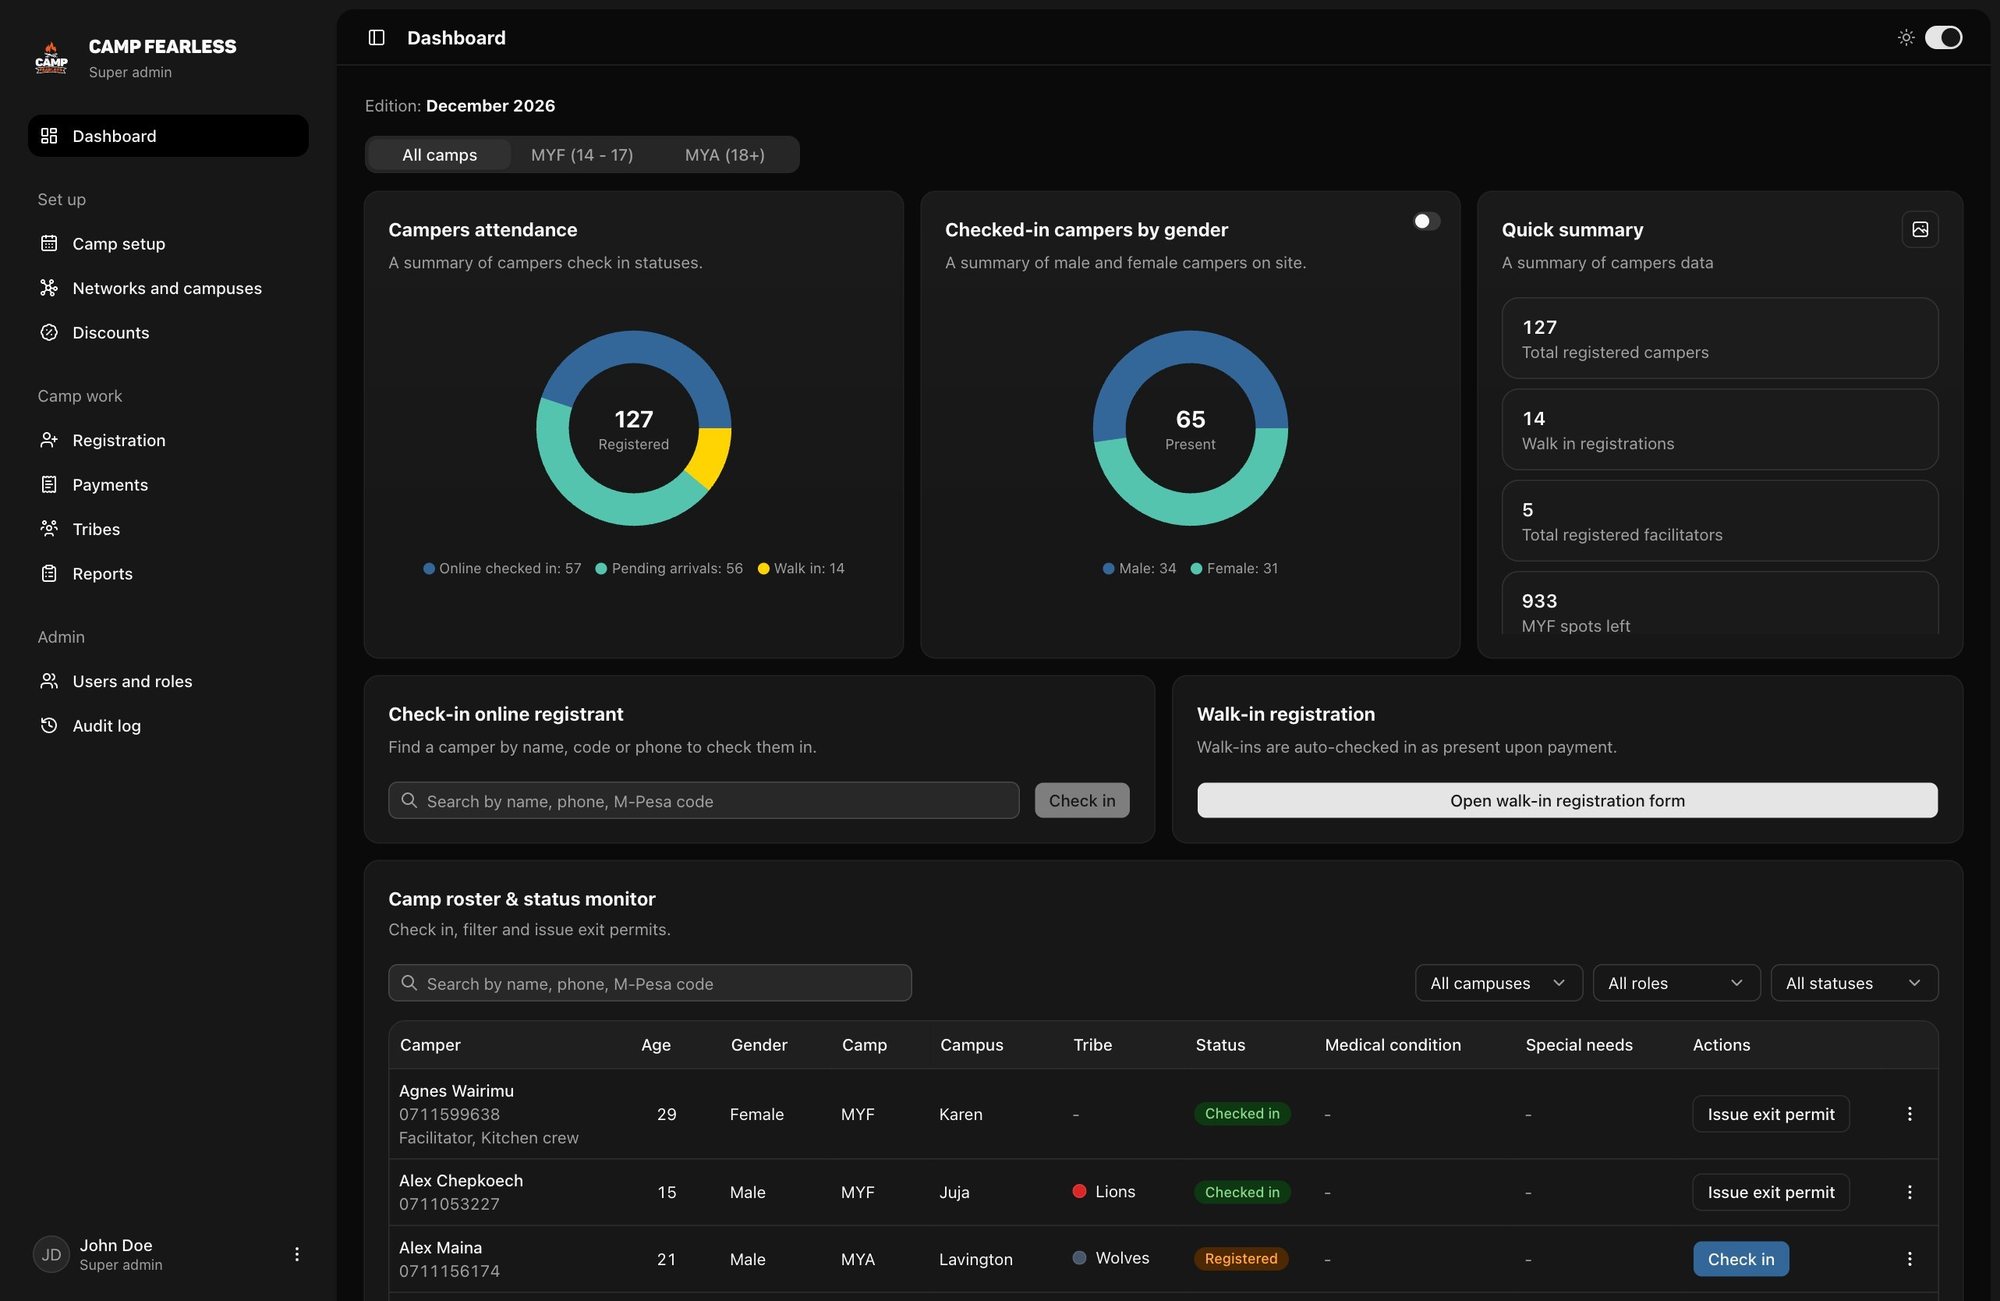 CAMP FEARLESS
Super admin
CAMP
Dashboard
Set up
Camp setup
Networks and campuses
Discounts
Camp work
Registration
Payments
Tribes
Reports
Admin
Users and roles
Audit log
JD
John Doe
Super admin
Dashboard
Edition: December 2026
All camps
MYF (14 - 17)
MYA (18+)
Campers attendance
A summary of campers check in statuses.
127
Registered
Online checked in: 57
Pending arrivals: 56
Walk in: 14
Checked-in campers by gender
A summary of male and female campers on site.
65
Present
Male: 34
Female: 31
Quick summary
A summary of campers data
127
Total registered campers
14
Walk in registrations
5
Total registered facilitators
933
MYF spots left
Check-in online registrant
Find a camper by name, code or phone to check them in.
Search by name, phone, M-Pesa code
Check in
Walk-in registration
Walk-ins are auto-checked in as present upon payment.
Open walk-in registration form
Camp roster & status monitor
Check in, filter and issue exit permits.
Search by name, phone, M-Pesa code
All campuses
All roles
All statuses
Camper Age Gender Camp Campus Tribe Status Medical condition Special needs Actions
Agnes Wairimu
0711599638
Facilitator, Kitchen crew
29 Female MYF Karen - Checked in - - Issue exit permit
Alex Chepkoech
0711053227
15 Male MYF Juja Lions Checked in - - Issue exit permit
Alex Maina
0711156174
21 Male MYA Lavington Wolves Registered - - Check in